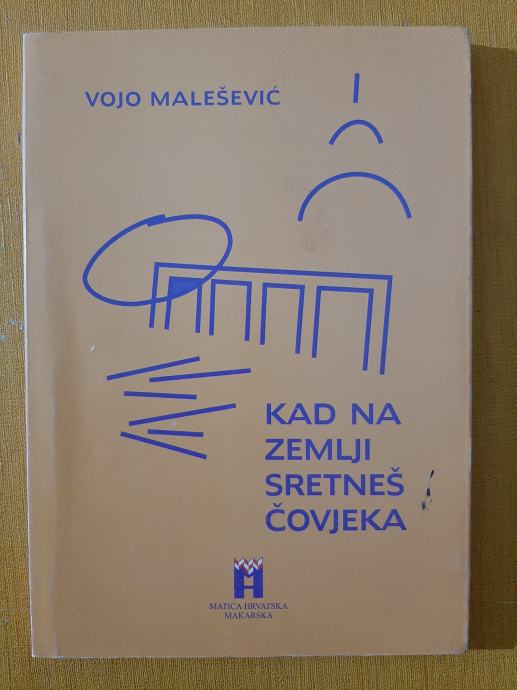 VOJO MALEŠEVIĆ
KAD NA
ZEMLJI
SRETNEŠ
ČOVJEKA
MATICA HRVATSKA
MAKARSKA